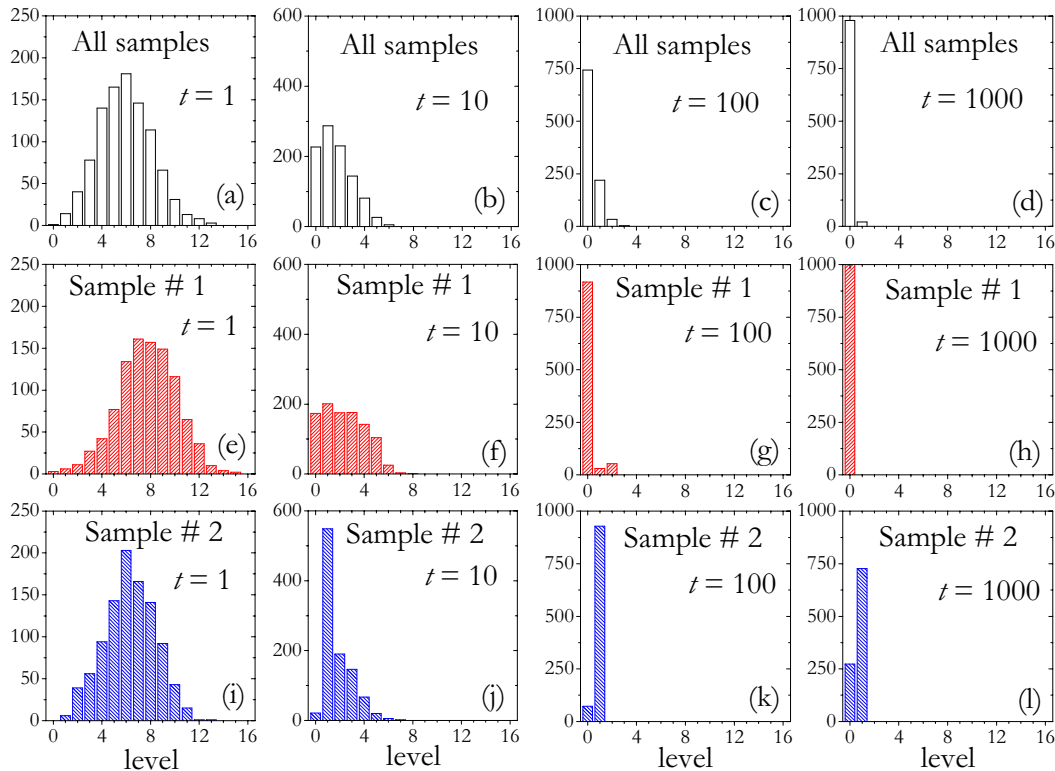 250
200
150
100
50
0
0 4 8 12 16
All samples
t = 1
(a)
600
400
200
0
0 4 8 12 16
All samples
t = 10
(b)
1000
750
500
250
0
0 4 8 12 16
All samples
t = 100
(c)
1000
750
500
250
0
0 4 8 12 16
All samples
t = 1000
(d)
250
200
150
100
50
0
0 4 8 12 16
Sample # 1
t = 1
(e)
600
400
200
0
0 4 8 12 16
Sample # 1
t = 10
(f)
1000
750
500
250
0
0 4 8 12 16
Sample # 1
t = 100
(g)
1000
750
500
250
0
0 4 8 12 16
Sample # 1
t = 1000
(h)
250
200
150
100
50
0
0 4 8 12 16
level
Sample # 2
t = 1
(i)
600
400
200
0
0 4 8 12 16
level
Sample # 2
t = 10
(j)
1000
750
500
250
0
0 4 8 12 16
level
Sample # 2
t = 100
(k)
1000
750
500
250
0
0 4 8 12 16
level
Sample # 2
t = 1000
(l)